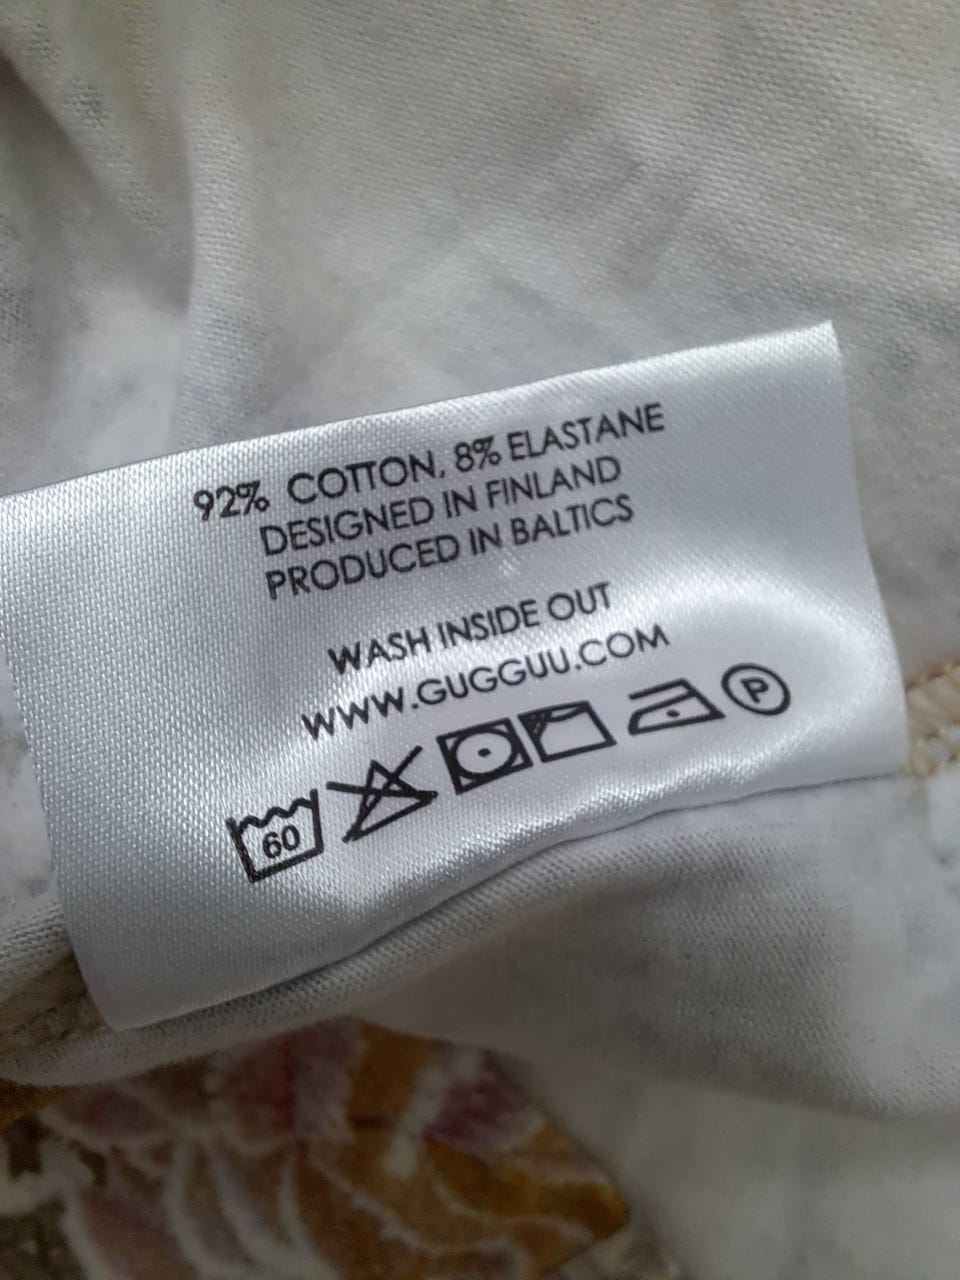 92% COTTON, 8% ELASTANE
DESIGNED IN FINLAND
PRODUCED IN BALTICS
WASH INSIDE OUT
WWW.GUGGUU.COM
60 P